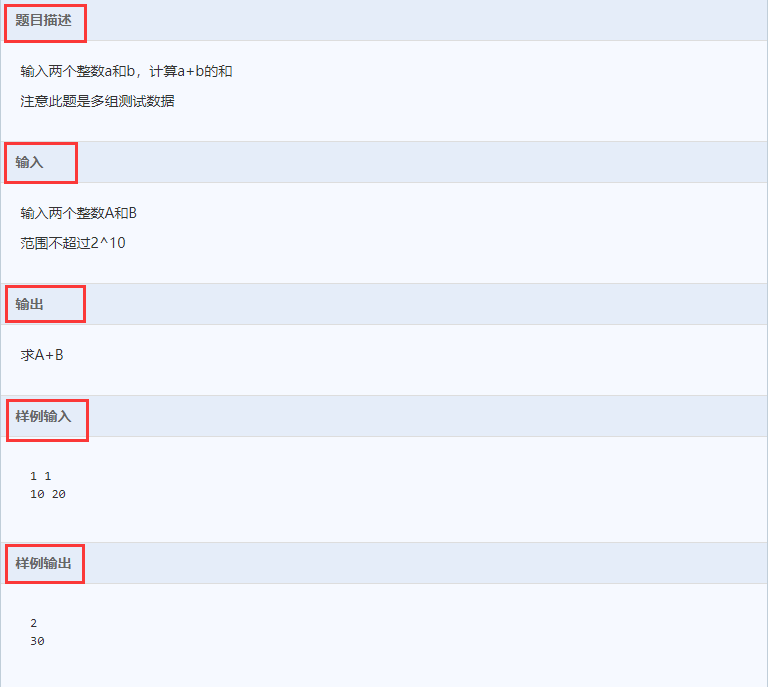 题目描述
输入两个整数a和b，计算a+b的和
注意此题是多组测试数据
输入
输入两个整数A和B
范围不超过2^10
输出
求A+B
样例输入
1 1
10 20
样例输出
2
30